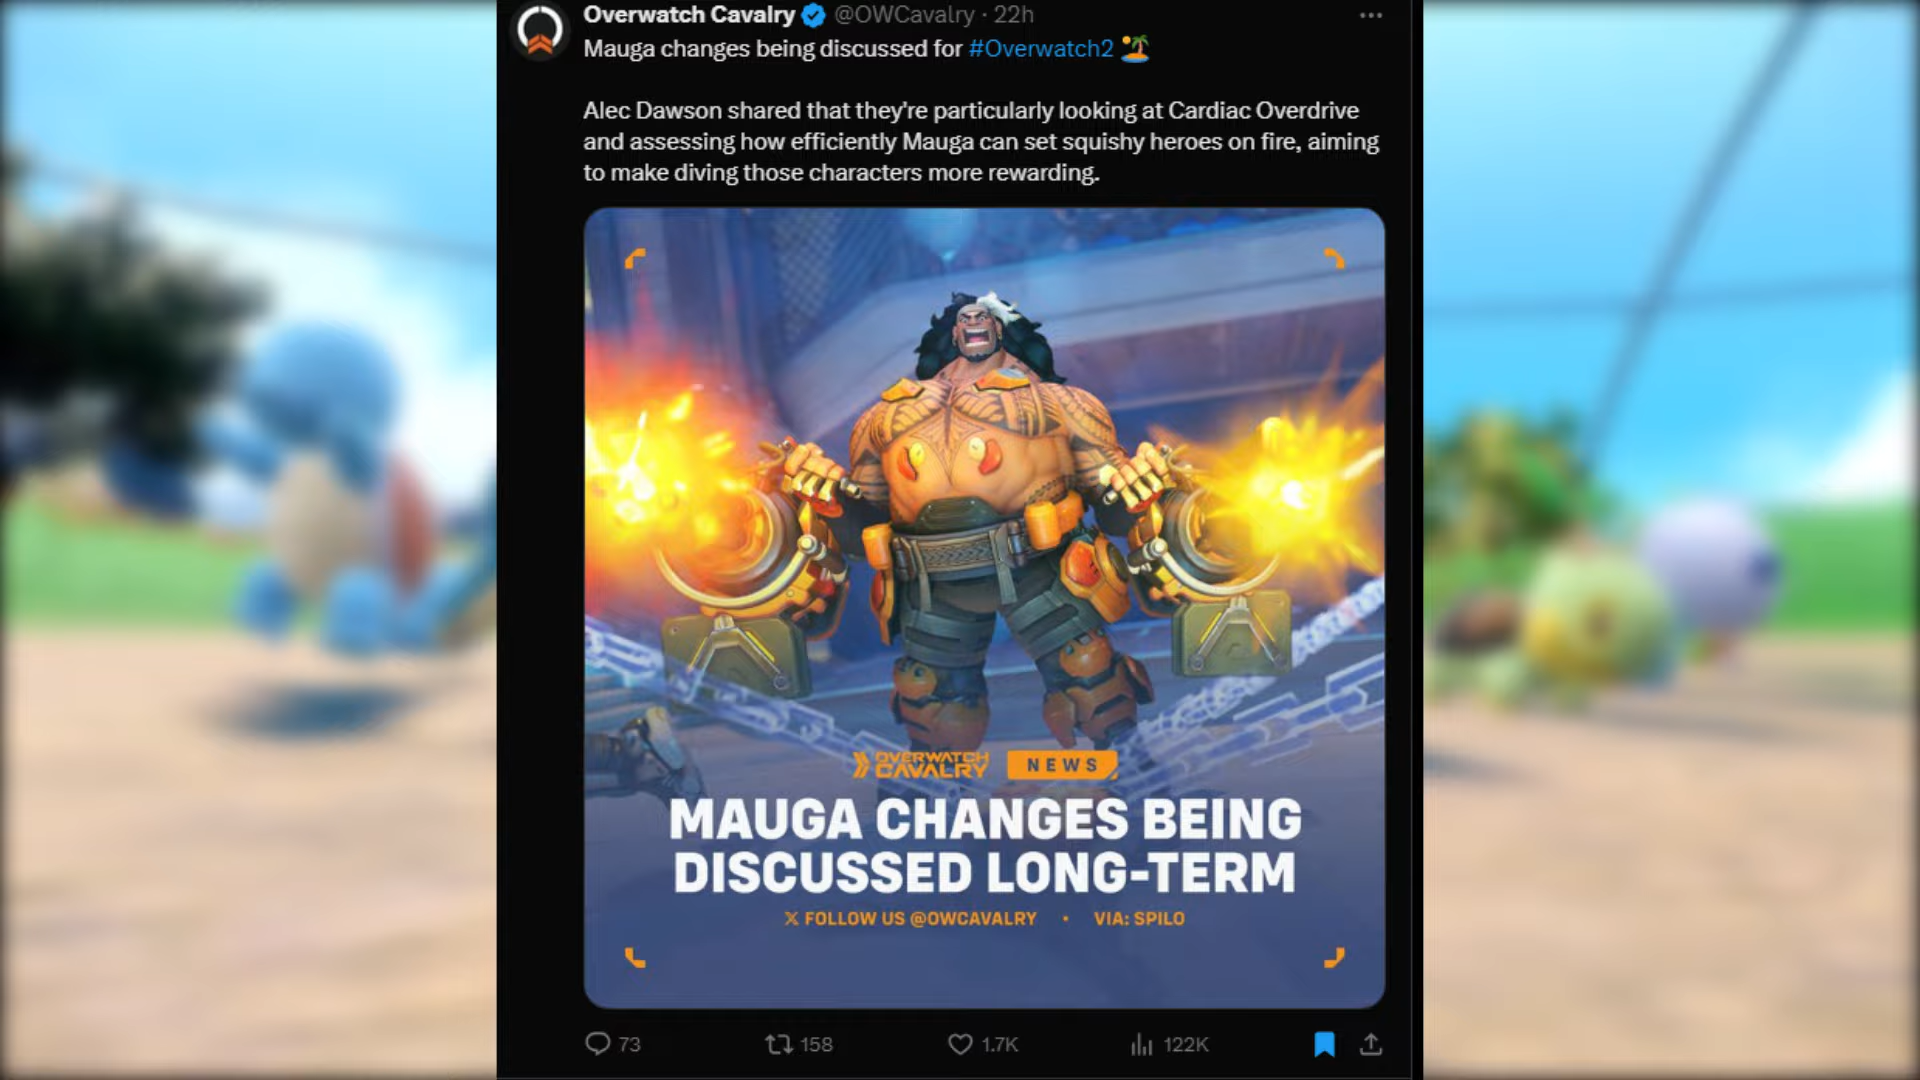 Overwatch Cavalry @OWCavalry · 22h
Mauga changes being discussed for #Overwatch2 🏝️
Alec Dawson shared that they're particularly looking at Cardiac Overdrive
and assessing how efficiently Mauga can set squishy heroes on fire, aiming
to make diving those characters more rewarding.
OVERWATCH
CAVALRY
NEWS
MAUGA CHANGES BEING
DISCUSSED LONG-TERM
X FOLLOW US @OWCAVALRY • VIA: SPILO
73 158 1.7K 122K